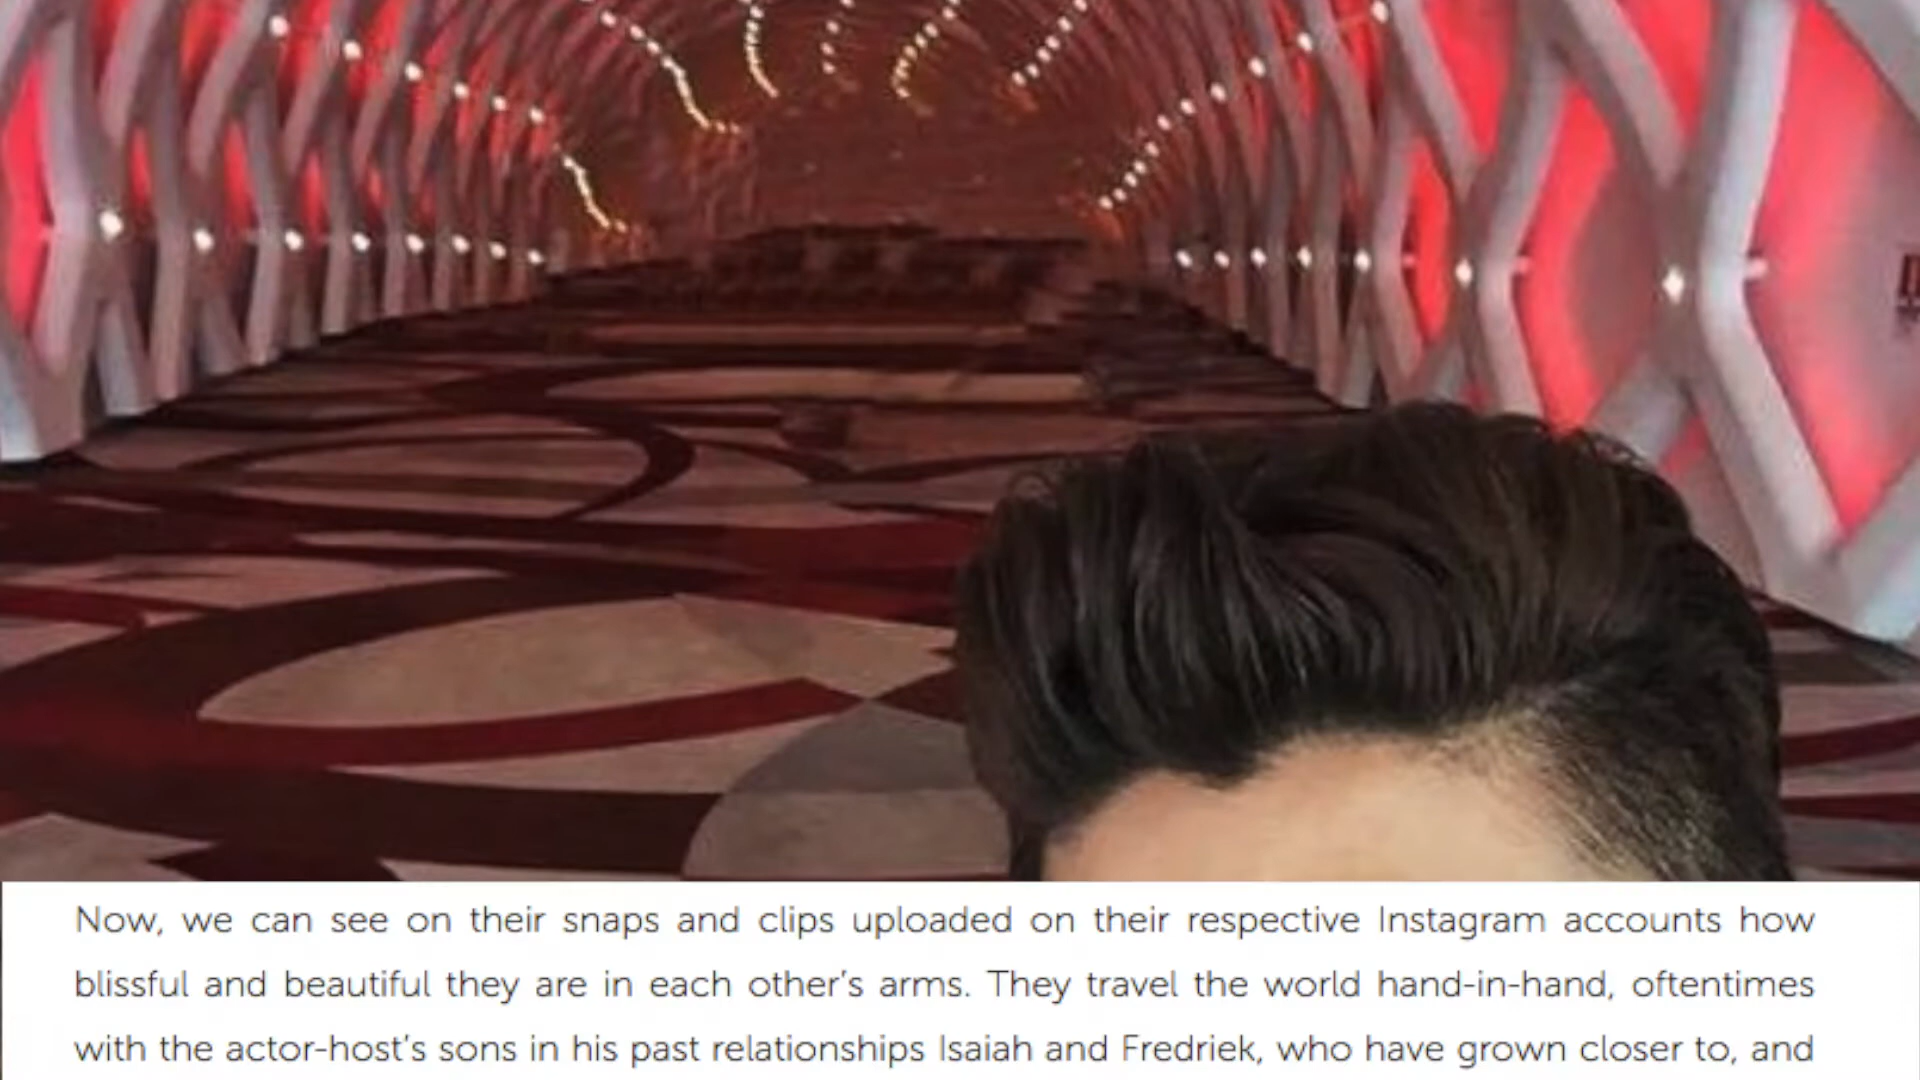 Now, we can see on their snaps and clips uploaded on their respective Instagram accounts how
blissful and beautiful they are in each other’s arms. They travel the world hand-in-hand, oftentimes
with the actor-host’s sons in his past relationships Isaiah and Fredriek, who have grown closer to, and